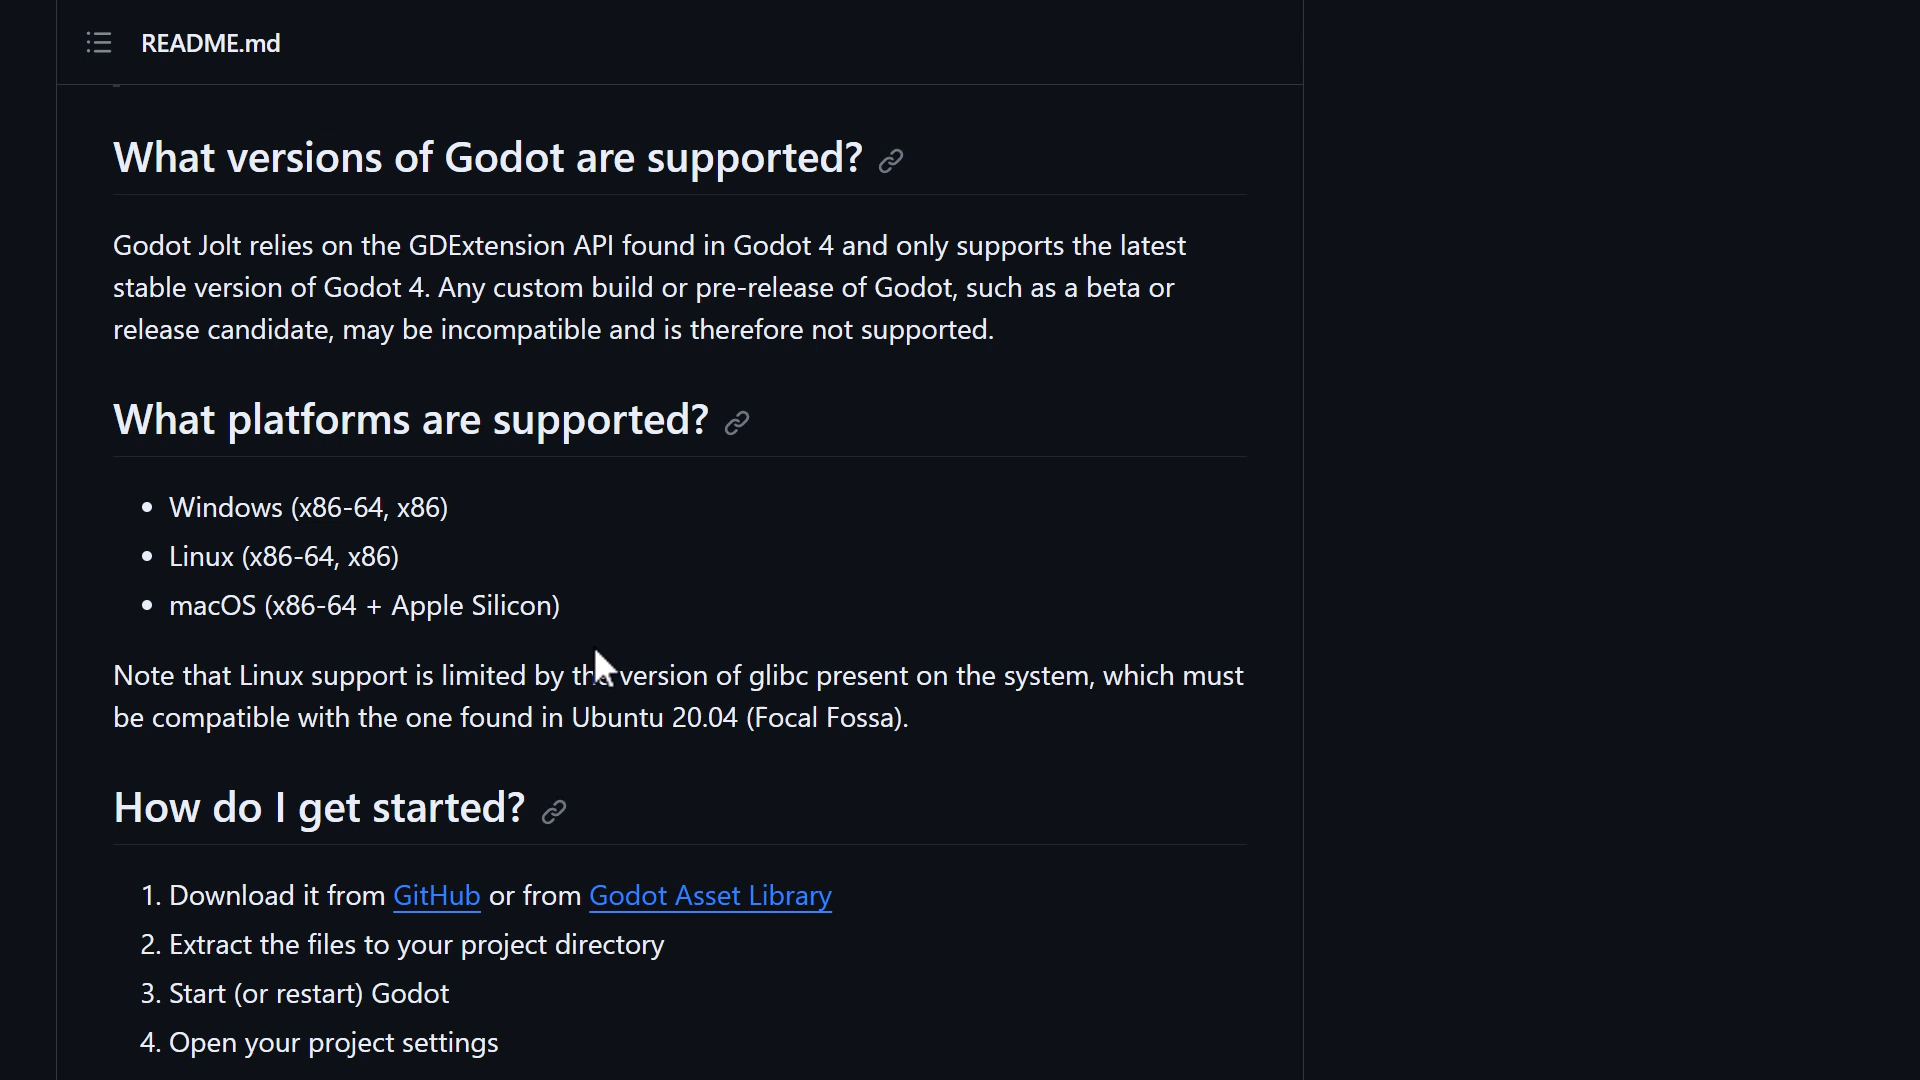 README.md
What versions of Godot are supported?
Godot Jolt relies on the GDExtension API found in Godot 4 and only supports the latest
stable version of Godot 4. Any custom build or pre-release of Godot, such as a beta or
release candidate, may be incompatible and is therefore not supported.
What platforms are supported?
• Windows (x86-64, x86)
• Linux (x86-64, x86)
• macOS (x86-64 + Apple Silicon)
Note that Linux support is limited by the version of glibc present on the system, which must
be compatible with the one found in Ubuntu 20.04 (Focal Fossa).
How do I get started?
1. Download it from GitHub or from Godot Asset Library
2. Extract the files to your project directory
3. Start (or restart) Godot
4. Open your project settings